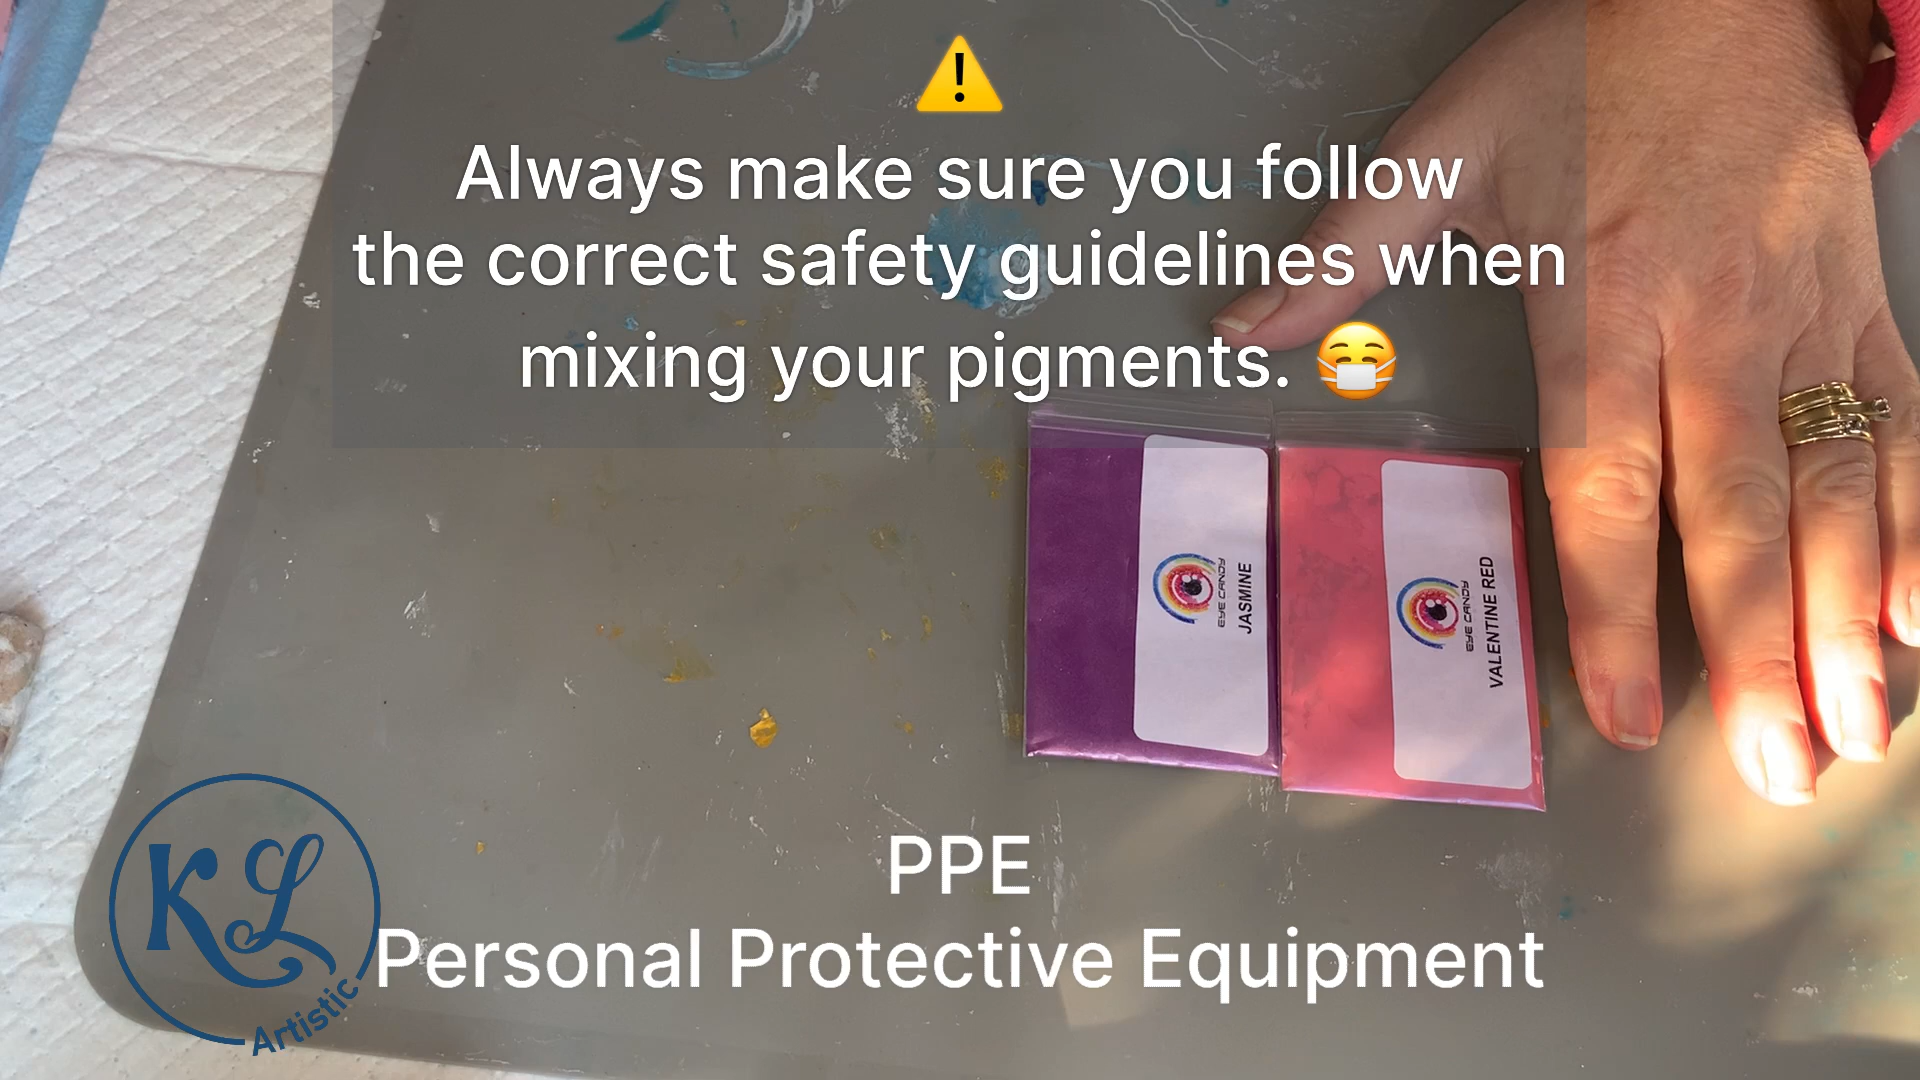 ⚠️
Always make sure you follow
the correct safety guidelines when
mixing your pigments. 😷
EYE CANDY
JASMINE
EYE CANDY
VALENTINE RED
PPE
Personal Protective Equipment
KL
Artistic